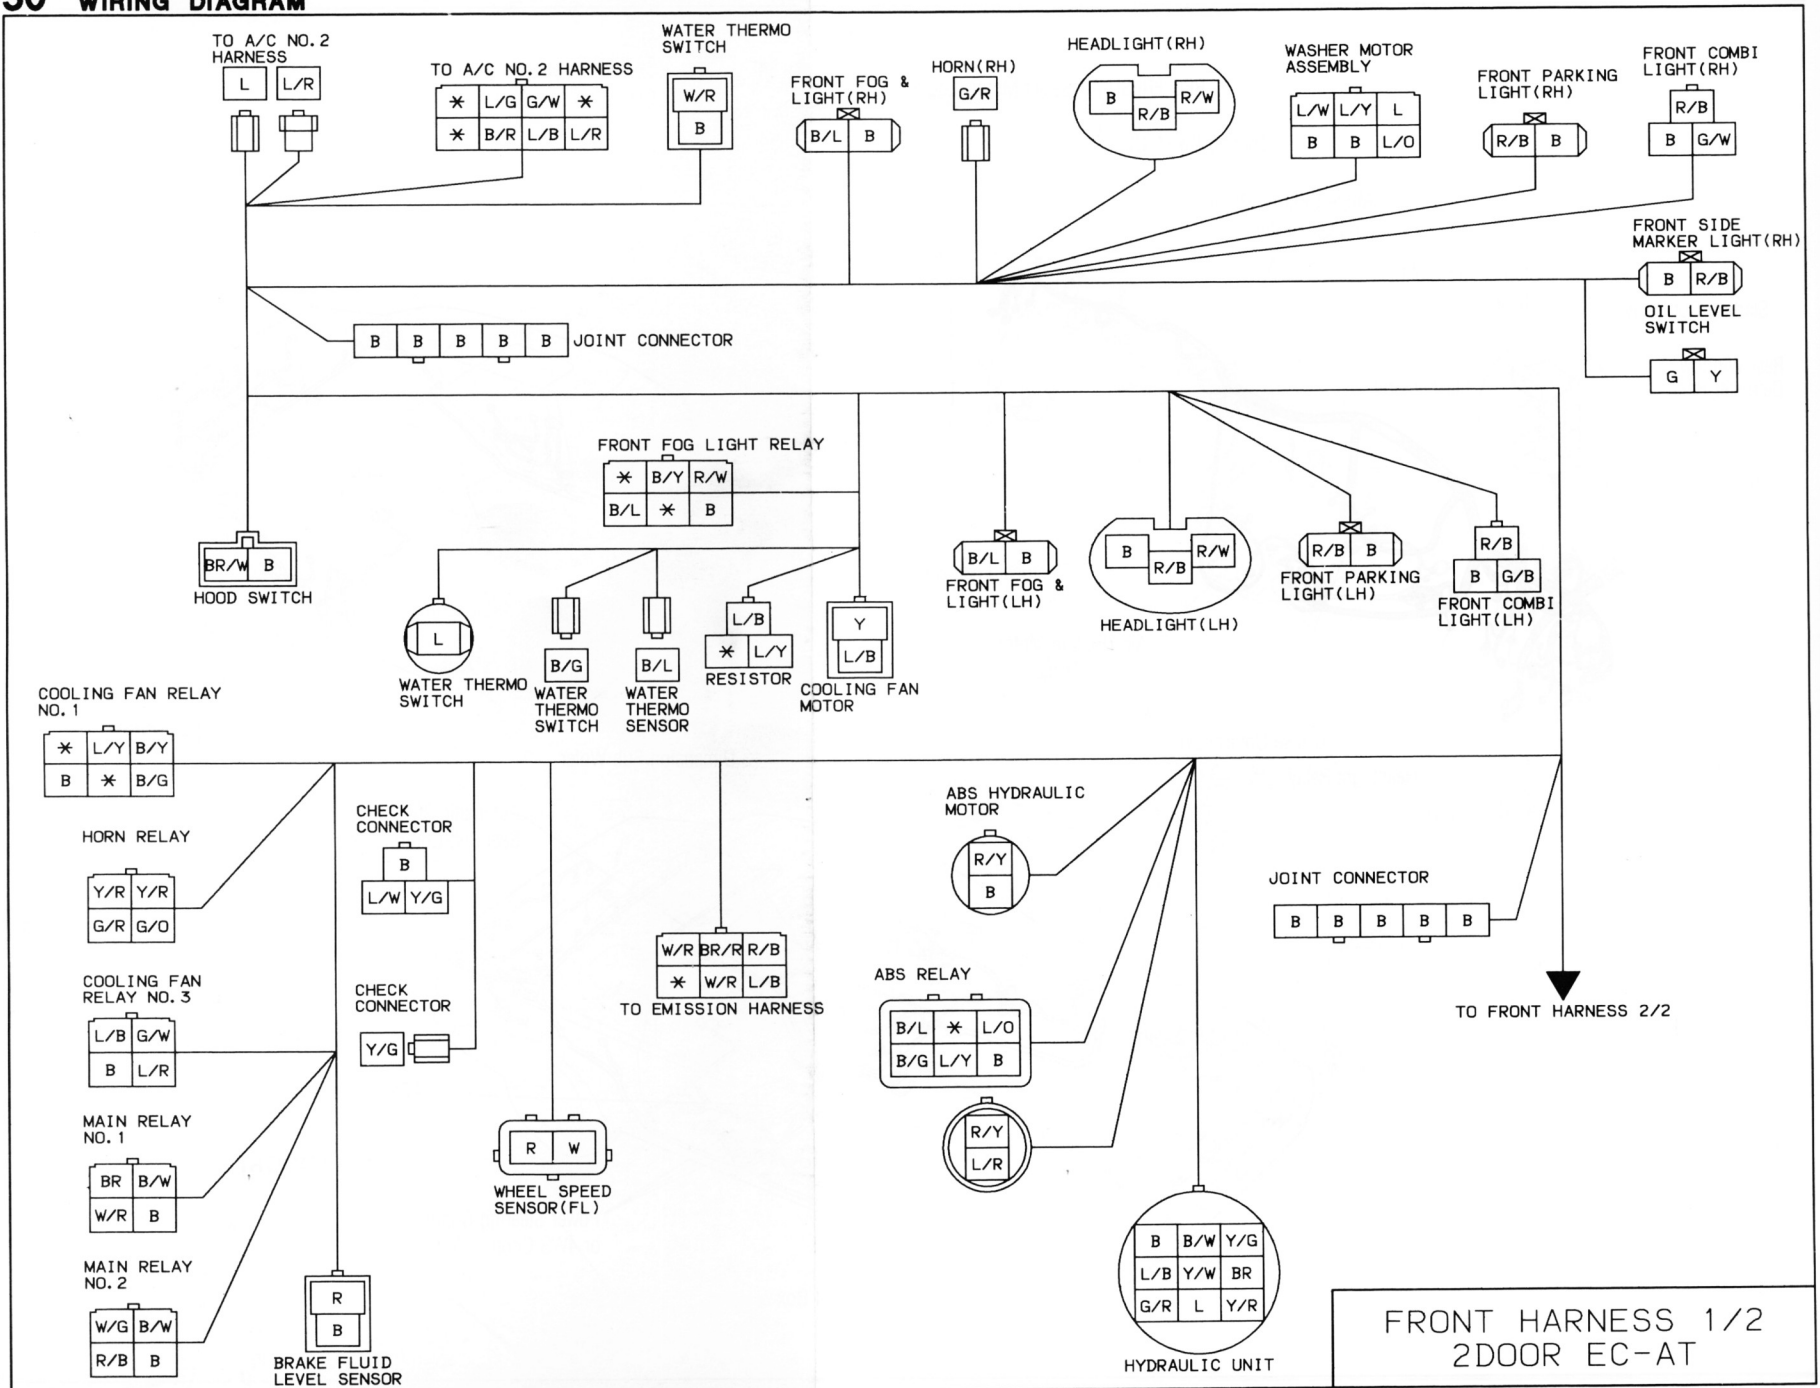 50 WIRING DIAGRAM
TO A/C NO.2
HARNESS
L L/R
TO A/C NO.2 HARNESS
* L/G G/W *
* B/R L/B L/R
WATER THERMO
SWITCH
W/R
B
FRONT FOG &
LIGHT(RH)
B/L B
HORN(RH)
G/R
HEADLIGHT(RH)
B R/B R/W
WASHER MOTOR
ASSEMBLY
L/W L/Y L
B B L/O
FRONT PARKING
LIGHT(RH)
R/B B
FRONT COMBI
LIGHT(RH)
R/B
B G/W
FRONT SIDE
MARKER LIGHT(RH)
B R/B
OIL LEVEL
SWITCH
G Y
B B B B B JOINT CONNECTOR
FRONT FOG LIGHT RELAY
* B/Y R/W
B/L * B
BR/W B
HOOD SWITCH
L
WATER THERMO
SWITCH
B/G
WATER
THERMO
SWITCH
B/L
WATER
THERMO
SENSOR
L/B
* L/Y
RESISTOR
Y
L/B
COOLING FAN
MOTOR
B/L B
FRONT FOG &
LIGHT(LH)
B R/B R/W
HEADLIGHT(LH)
R/B B
FRONT PARKING
LIGHT(LH)
R/B
B G/B
FRONT COMBI
LIGHT(LH)
COOLING FAN RELAY
NO.1
* L/Y B/Y
B * B/G
HORN RELAY
Y/R Y/R
G/R G/O
COOLING FAN
RELAY NO.3
L/B G/W
B L/R
MAIN RELAY
NO.1
BR B/W
W/R B
MAIN RELAY
NO.2
W/G B/W
R/B B
CHECK
CONNECTOR
B
L/W Y/G
CHECK
CONNECTOR
Y/G
R
B
BRAKE FLUID
LEVEL SENSOR
R W
WHEEL SPEED
SENSOR(FL)
W/R BR/R R/B
* W/R L/B
TO EMISSION HARNESS
ABS HYDRAULIC
MOTOR
R/Y
B
ABS RELAY
B/L * L/O
B/G L/Y B
R/Y
L/R
B B/W Y/G
L/B Y/W BR
G/R L Y/R
HYDRAULIC UNIT
JOINT CONNECTOR
B B B B B
TO FRONT HARNESS 2/2
FRONT HARNESS 1/2
2DOOR EC-AT